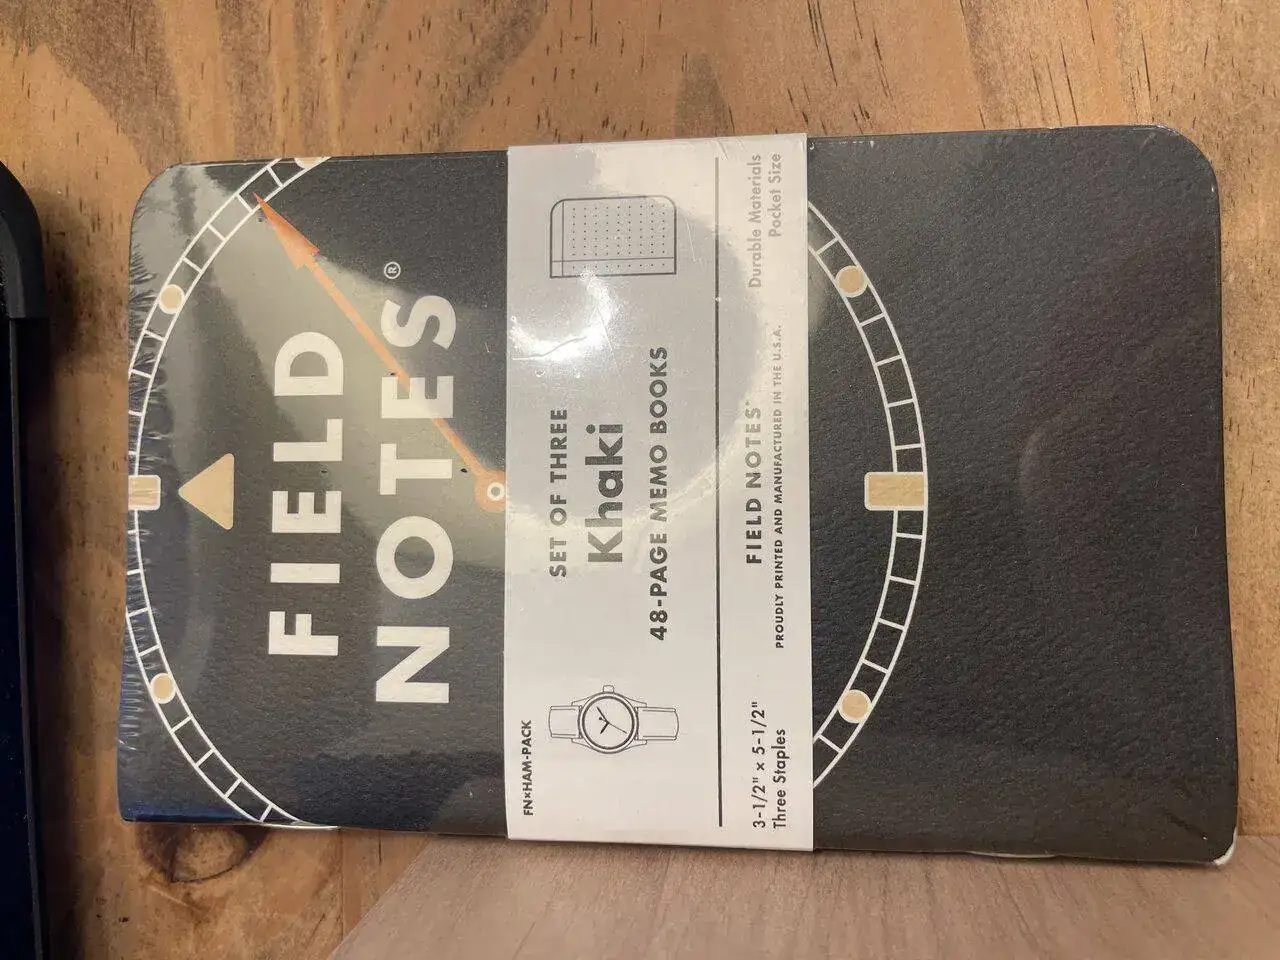 FIELD
NOTES®
FN×HAM-PACK
SET OF THREE
Khaki
48-PAGE MEMO BOOKS
3-1/2" × 5-1/2"
Three Staples
FIELD NOTES®
PROUDLY PRINTED AND MANUFACTURED IN THE U.S.A.
Durable Materials
Pocket Size